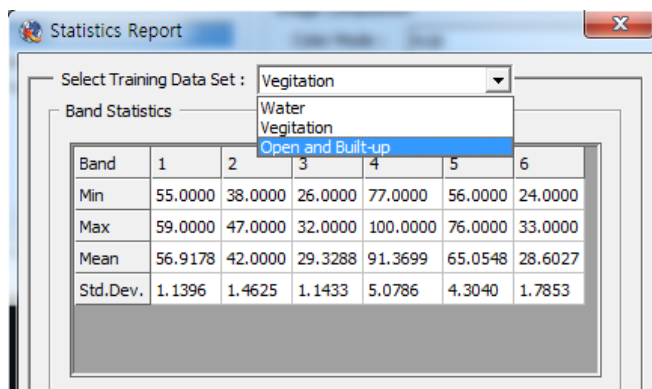 Statistics Report
Select Training Data Set : Vegitation
Water
Vegitation
Open and Built-up
Band Statistics
Band 1 2 3 4 5 6
Min 55.0000 38.0000 26.0000 77.0000 56.0000 24.0000
Max 59.0000 47.0000 32.0000 100.0000 76.0000 33.0000
Mean 56.9178 42.0000 29.3288 91.3699 65.0548 28.6027
Std.Dev. 1.1396 1.4625 1.1433 5.0786 4.3040 1.7853